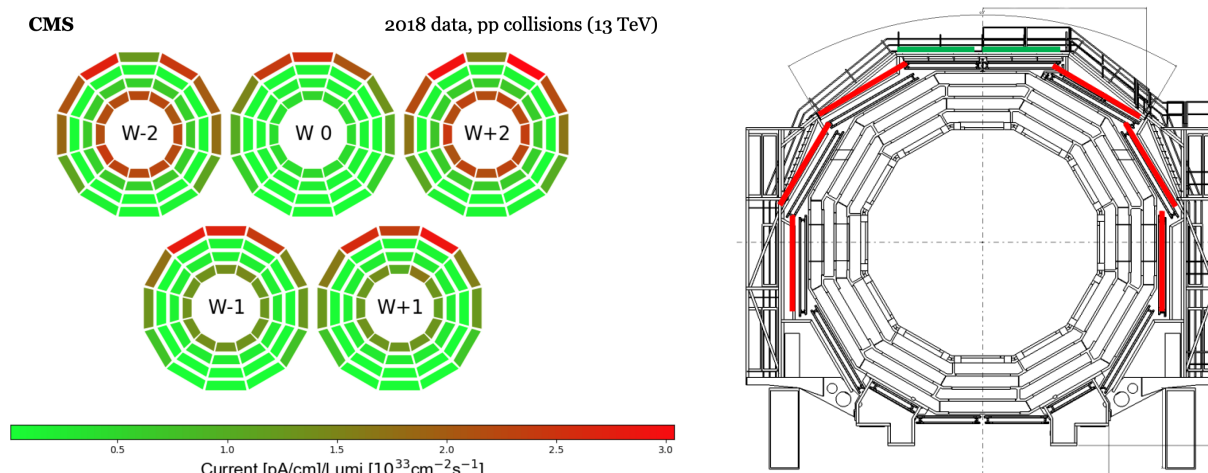 CMS 2018 data, pp collisions (13 TeV)
W-2 W 0 W+2
W-1 W+1
0.5 1.0 1.5 2.0 2.5 3.0
Current [pA/cm]/Lumi [10³³cm⁻²s⁻¹]